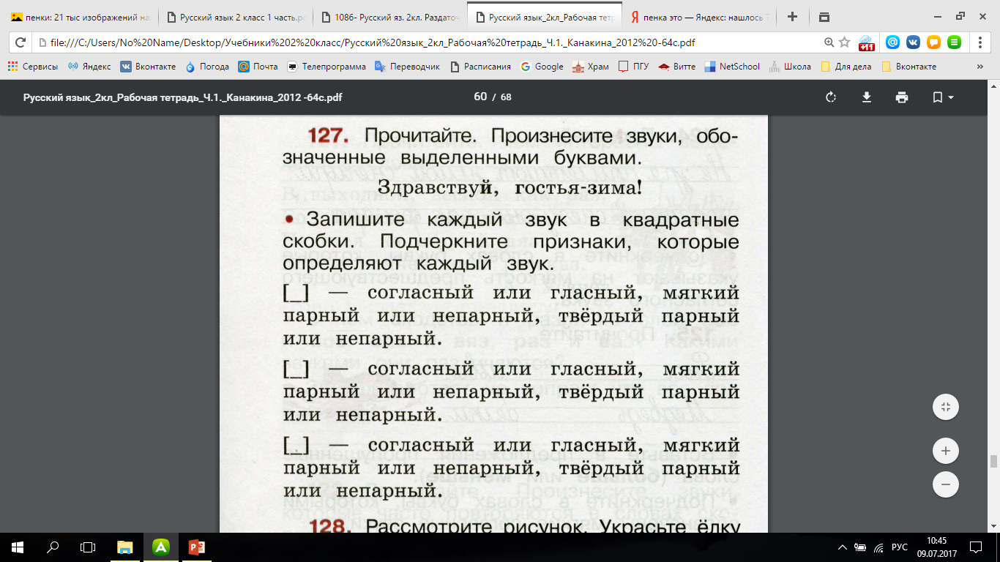 пенки: 21 тыс изображений на
Русский язык 2 класс 1 часть.p
1086- Русский яз. 2кл. Раздаточ
Русский язык_2кл_Рабочая тетр
пенка это — Яндекс: нашлось
file:///C:/Users/No%20Name/Desktop/Учебники%202%20класс/Русский%20язык_2кл_Рабочая%20тетрадь_Ч.1._Канакина_2012%20-64с.pdf
+11
Сервисы Яндекс Вконтакте Погода Почта Телепрограмма Переводчик Расписания Google Храм ПГУ Витте NetSchool Школа Для дела Вконтакте »
Русский язык_2кл_Рабочая тетрадь_Ч.1._Канакина_2012 -64с.pdf 60 / 68
127. Прочитайте. Произнесите звуки, обо-
значенные выделенными буквами.
Здравствуй, гостья-зима!
• Запишите каждый звук в квадратные
скобки. Подчеркните признаки, которые
определяют каждый звук.
[_] — согласный или гласный, мягкий
парный или непарный, твёрдый парный
или непарный.
[_] — согласный или гласный, мягкий
парный или непарный, твёрдый парный
или непарный.
[_] — согласный или гласный, мягкий
парный или непарный, твёрдый парный
или непарный.
128. Рассмотрите рисунок. Украсьте ёлку
РУС
10:45
09.07.2017